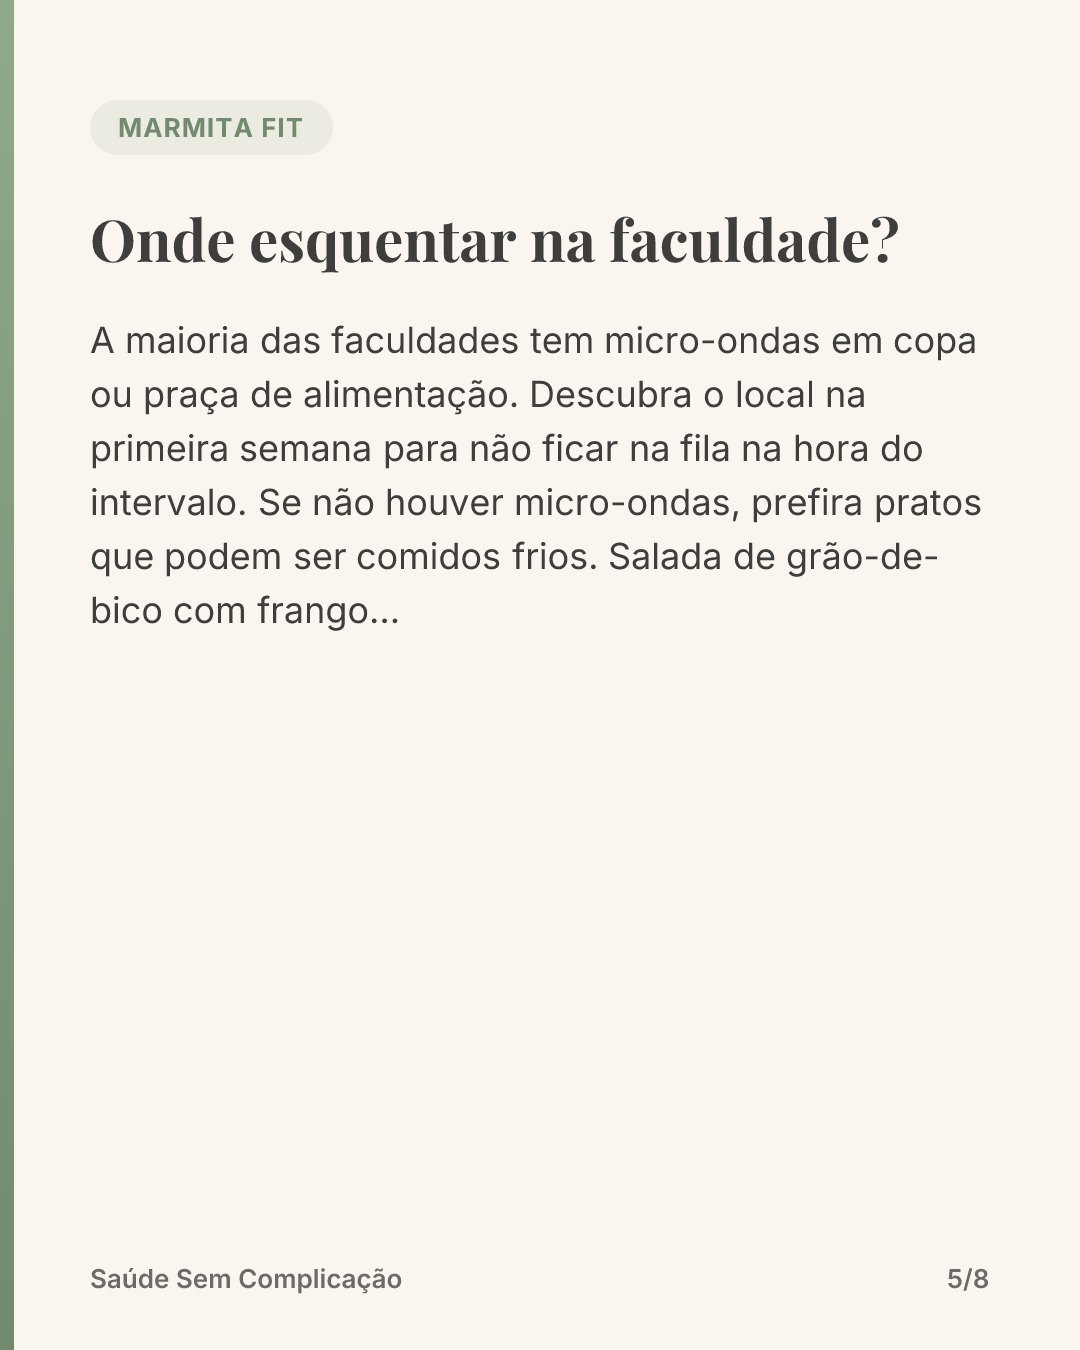 MARMITA FIT
Onde esquentar na faculdade?
A maioria das faculdades tem micro-ondas em copa
ou praça de alimentação. Descubra o local na
primeira semana para não ficar na fila na hora do
intervalo. Se não houver micro-ondas, prefira pratos
que podem ser comidos frios. Salada de grão-de-
bico com frango...
Saúde Sem Complicação
5/8